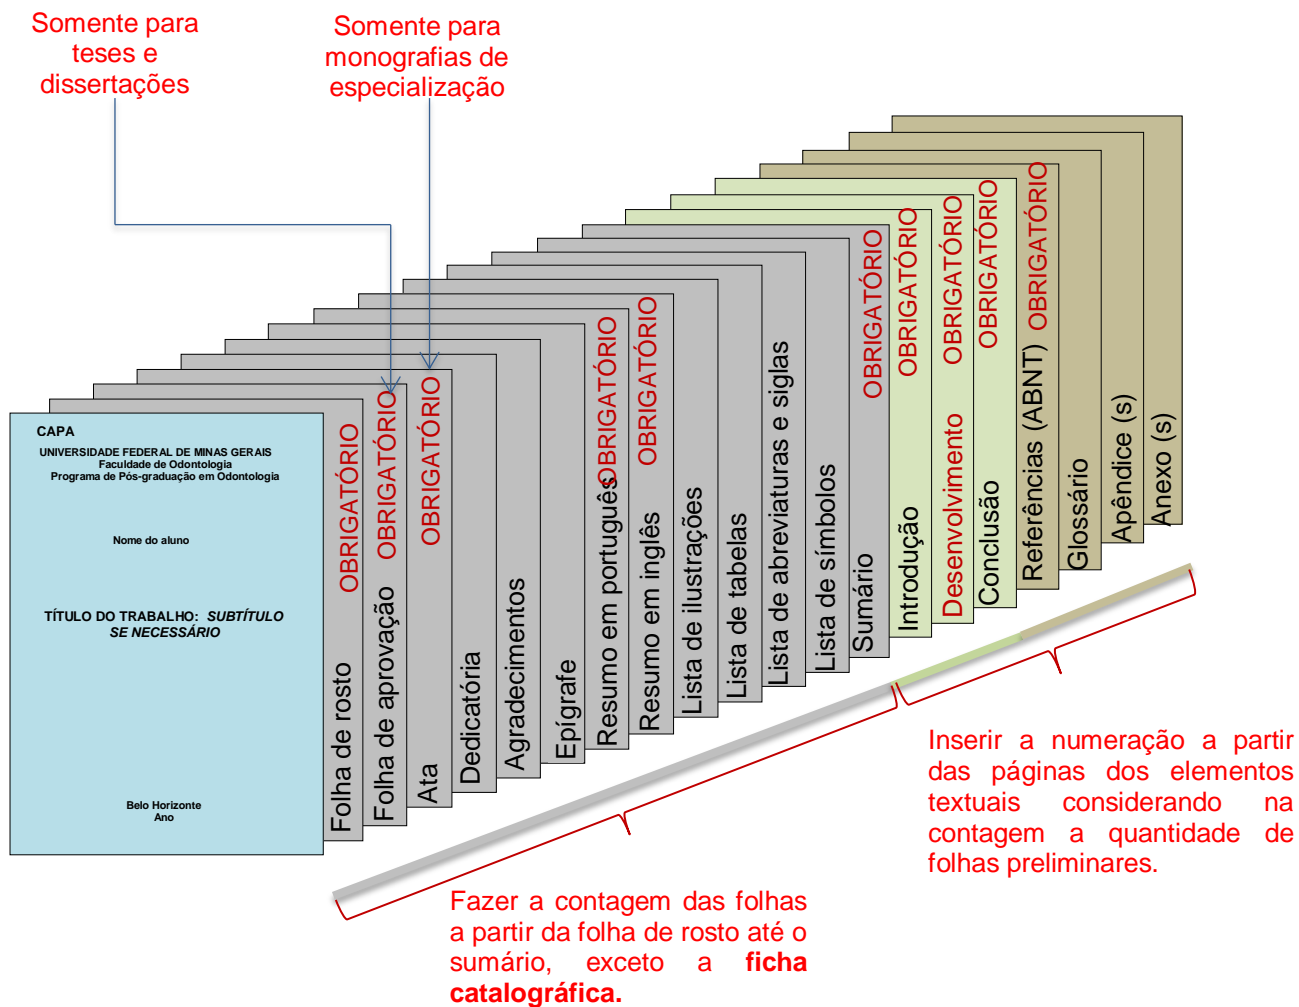 Somente para
teses e
dissertações
Somente para
monografias de
especialização
CAPA
UNIVERSIDADE FEDERAL DE MINAS GERAIS
Faculdade de Odontologia
Programa de Pós-graduação em Odontologia
Nome do aluno
TÍTULO DO TRABALHO: SUBTÍTULO
SE NECESSÁRIO
Belo Horizonte
Ano
Folha de rosto OBRIGATÓRIO
Folha de aprovação OBRIGATÓRIO
Ata OBRIGATÓRIO
Dedicatória
Agradecimentos
Epígrafe
Resumo em português OBRIGATÓRIO
Resumo em inglês OBRIGATÓRIO
Lista de ilustrações
Lista de tabelas
Lista de abreviaturas e siglas
Lista de símbolos
Sumário OBRIGATÓRIO
Introdução OBRIGATÓRIO
Desenvolvimento OBRIGATÓRIO
Conclusão OBRIGATÓRIO
Referências (ABNT) OBRIGATÓRIO
Glossário
Apêndice (s)
Anexo (s)
Inserir a numeração a partir
das páginas dos elementos
textuais considerando na
contagem a quantidade de
folhas preliminares.
Fazer a contagem das folhas
a partir da folha de rosto até o
sumário, exceto a ficha
catalográfica.